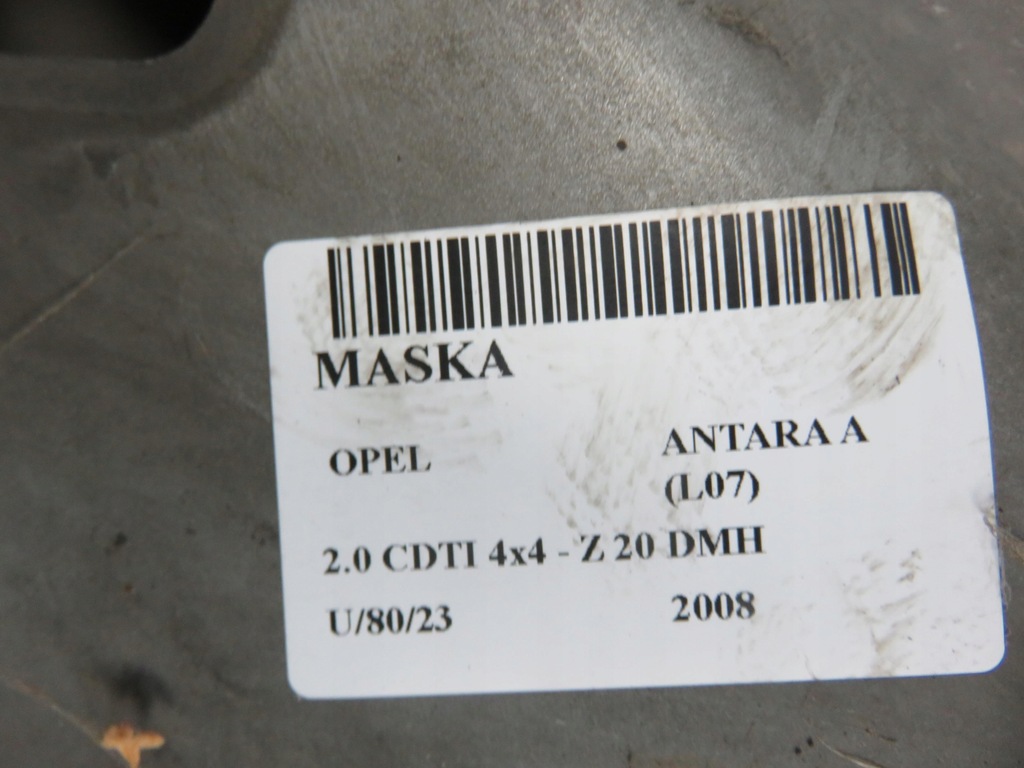 MASKA
OPEL
ANTARA A
(L07)
2.0 CDTI 4x4 - Z 20 DMH
U/80/23
2008